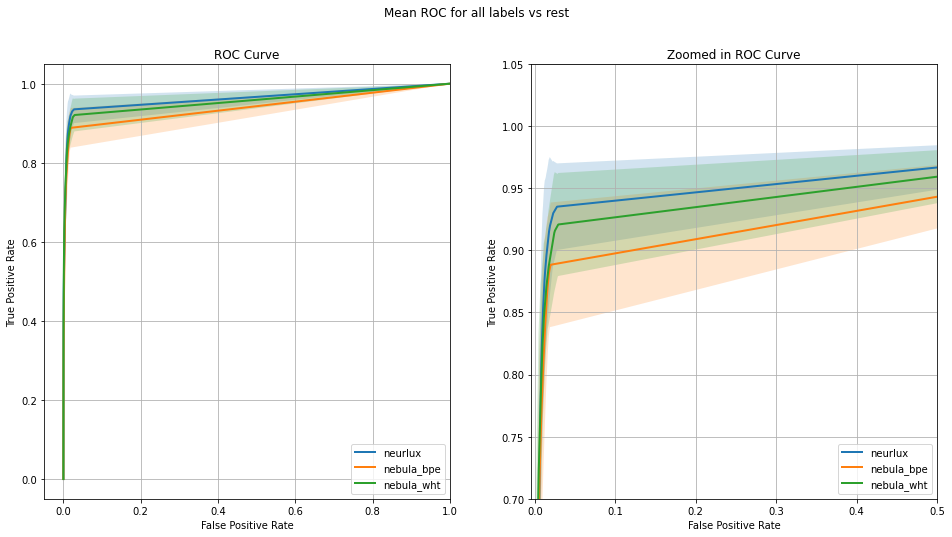 Mean ROC for all labels vs rest
ROC Curve
True Positive Rate
1.0
0.8
0.6
0.4
0.2
0.0
0.0 0.2 0.4 0.6 0.8 1.0
False Positive Rate
neurlux
nebula_bpe
nebula_wht
Zoomed in ROC Curve
True Positive Rate
1.05
1.00
0.95
0.90
0.85
0.80
0.75
0.70
0.0 0.1 0.2 0.3 0.4 0.5
False Positive Rate
neurlux
nebula_bpe
nebula_wht